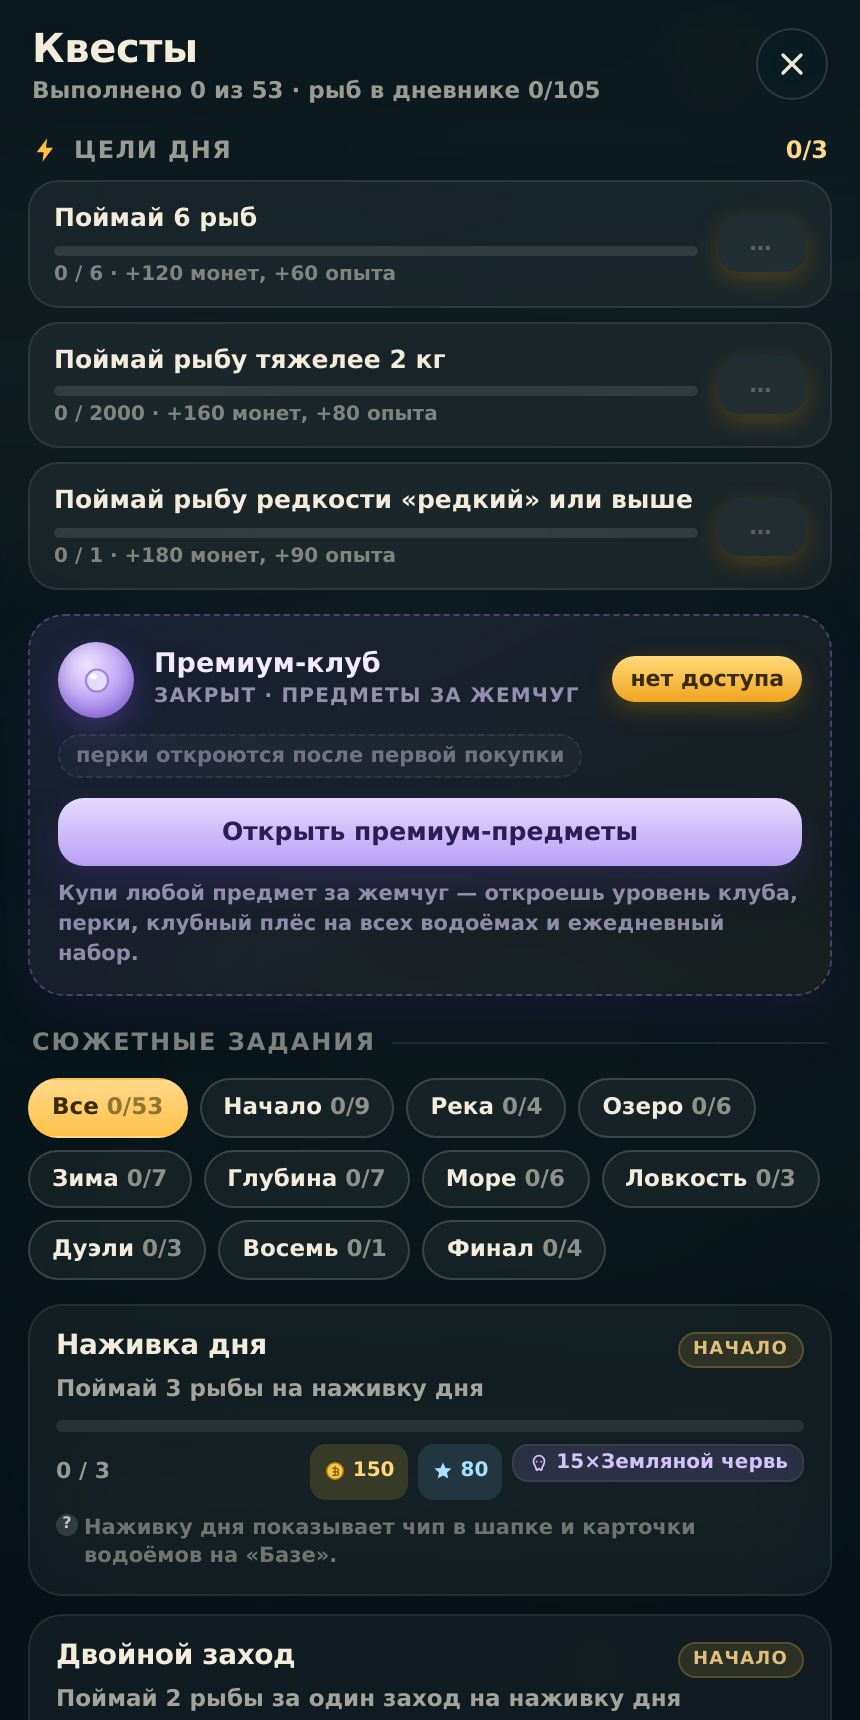 Квесты
Выполнено 0 из 53 · рыб в дневнике 0/105
ЦЕЛИ ДНЯ 0/3
Поймай 6 рыб
...
0 / 6 · +120 монет, +60 опыта
Поймай рыбу тяжелее 2 кг
...
0 / 2000 · +160 монет, +80 опыта
Поймай рыбу редкости «редкий» или выше
...
0 / 1 · +180 монет, +90 опыта
Премиум-клуб
ЗАКРЫТ · ПРЕДМЕТЫ ЗА ЖЕМЧУГ
нет доступа
перки откроются после первой покупки
Открыть премиум-предметы
Купи любой предмет за жемчуг — откроешь уровень клуба,
перки, клубный плёс на всех водоёмах и ежедневный
набор.
СЮЖЕТНЫЕ ЗАДАНИЯ
Все 0/53 Начало 0/9 Река 0/4 Озеро 0/6
Зима 0/7 Глубина 0/7 Море 0/6 Ловкость 0/3
Дуэли 0/3 Восемь 0/1 Финал 0/4
Наживка дня НАЧАЛО
Поймай 3 рыбы на наживку дня
0 / 3 150 80 15×Земляной червь
? Наживку дня показывает чип в шапке и карточки
водоёмов на «Базе».
Двойной заход НАЧАЛО
Поймай 2 рыбы за один заход на наживку дня